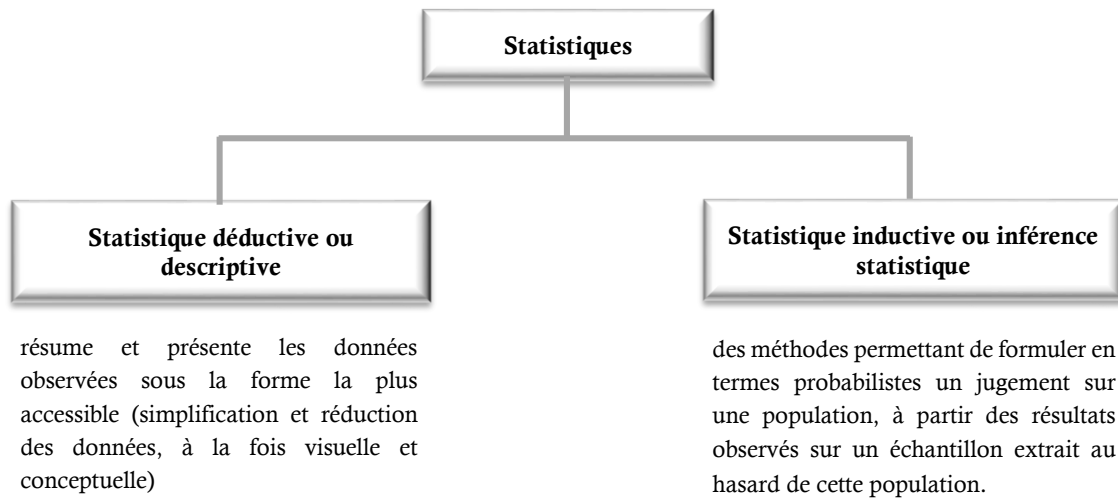 Statistiques
Statistique déductive ou
descriptive
résume et présente les données
observées sous la forme la plus
accessible (simplification et réduction
des données, à la fois visuelle et
conceptuelle)
Statistique inductive ou inférence
statistique
des méthodes permettant de formuler en
termes probabilistes un jugement sur
une population, à partir des résultats
observés sur un échantillon extrait au
hasard de cette population.